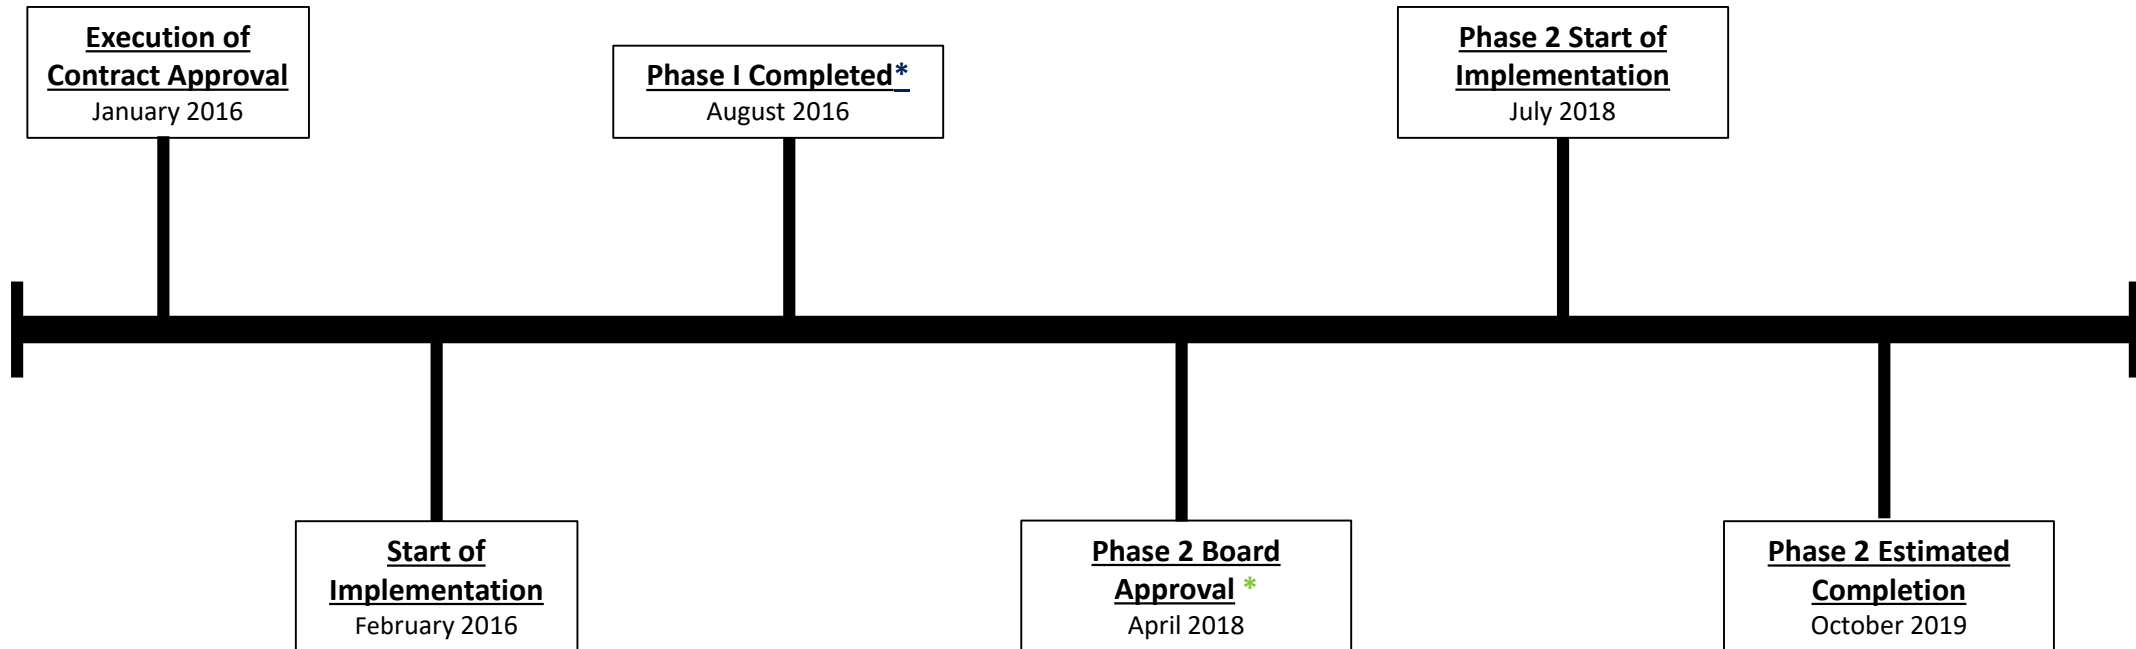 Execution of
Contract Approval
January 2016
Phase I Completed*
August 2016
Phase 2 Start of
Implementation
July 2018
Start of
Implementation
February 2016
Phase 2 Board
Approval *
April 2018
Phase 2 Estimated
Completion
October 2019